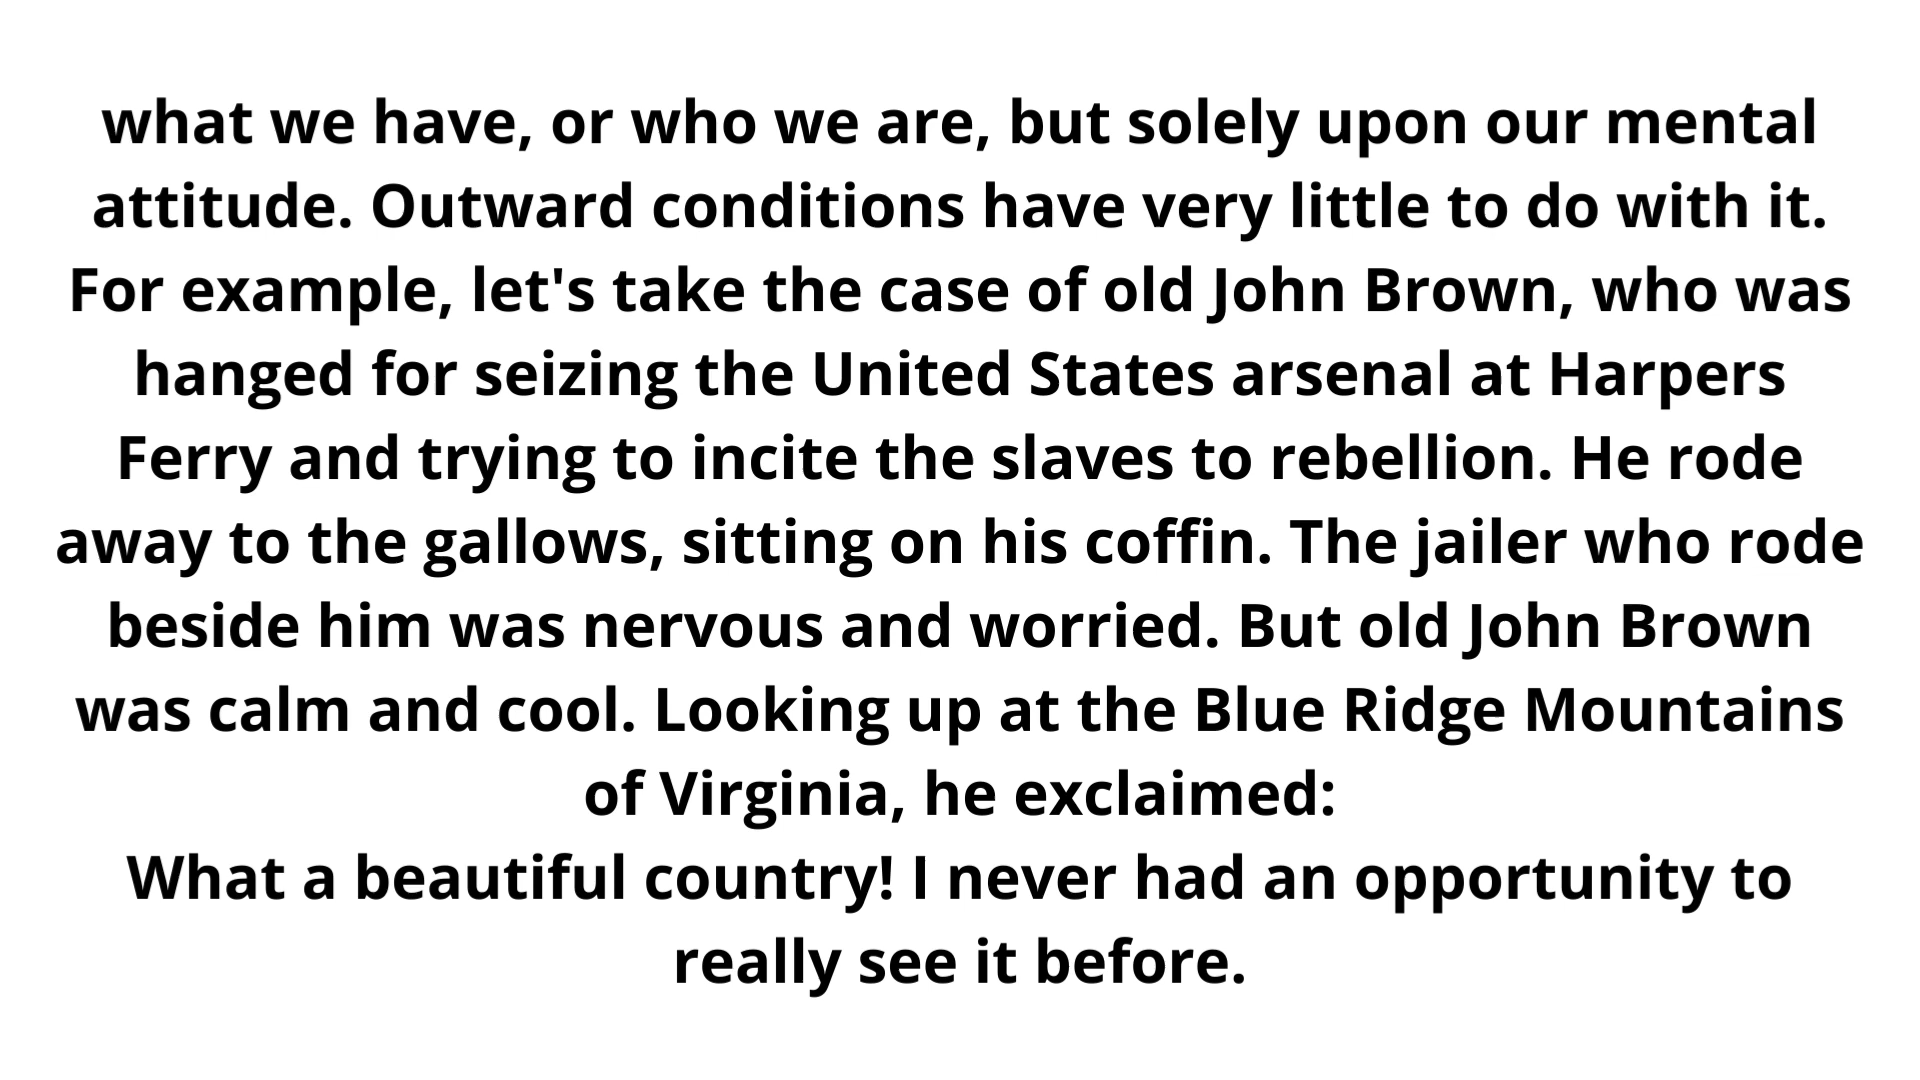 what we have, or who we are, but solely upon our mental
attitude. Outward conditions have very little to do with it.
For example, let's take the case of old John Brown, who was
hanged for seizing the United States arsenal at Harpers
Ferry and trying to incite the slaves to rebellion. He rode
away to the gallows, sitting on his coffin. The jailer who rode
beside him was nervous and worried. But old John Brown
was calm and cool. Looking up at the Blue Ridge Mountains
of Virginia, he exclaimed:
What a beautiful country! I never had an opportunity to
really see it before.